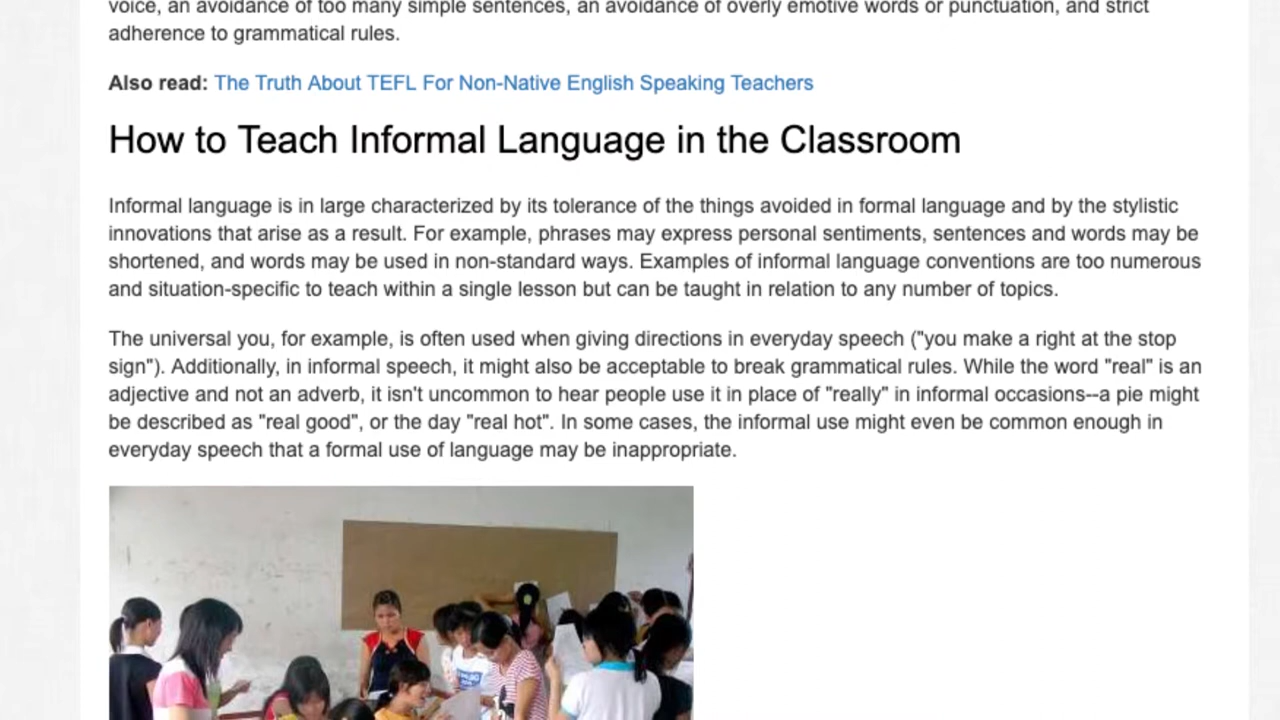 voice, an avoidance of too many simple sentences, an avoidance of overly emotive words or punctuation, and strict
adherence to grammatical rules.
Also read: The Truth About TEFL For Non-Native English Speaking Teachers
How to Teach Informal Language in the Classroom
Informal language is in large characterized by its tolerance of the things avoided in formal language and by the stylistic
innovations that arise as a result. For example, phrases may express personal sentiments, sentences and words may be
shortened, and words may be used in non-standard ways. Examples of informal language conventions are too numerous
and situation-specific to teach within a single lesson but can be taught in relation to any number of topics.
The universal you, for example, is often used when giving directions in everyday speech ("you make a right at the stop
sign"). Additionally, in informal speech, it might also be acceptable to break grammatical rules. While the word "real" is an
adjective and not an adverb, it isn't uncommon to hear people use it in place of "really" in informal occasions--a pie might
be described as "real good", or the day "real hot". In some cases, the informal use might even be common enough in
everyday speech that a formal use of language may be inappropriate.